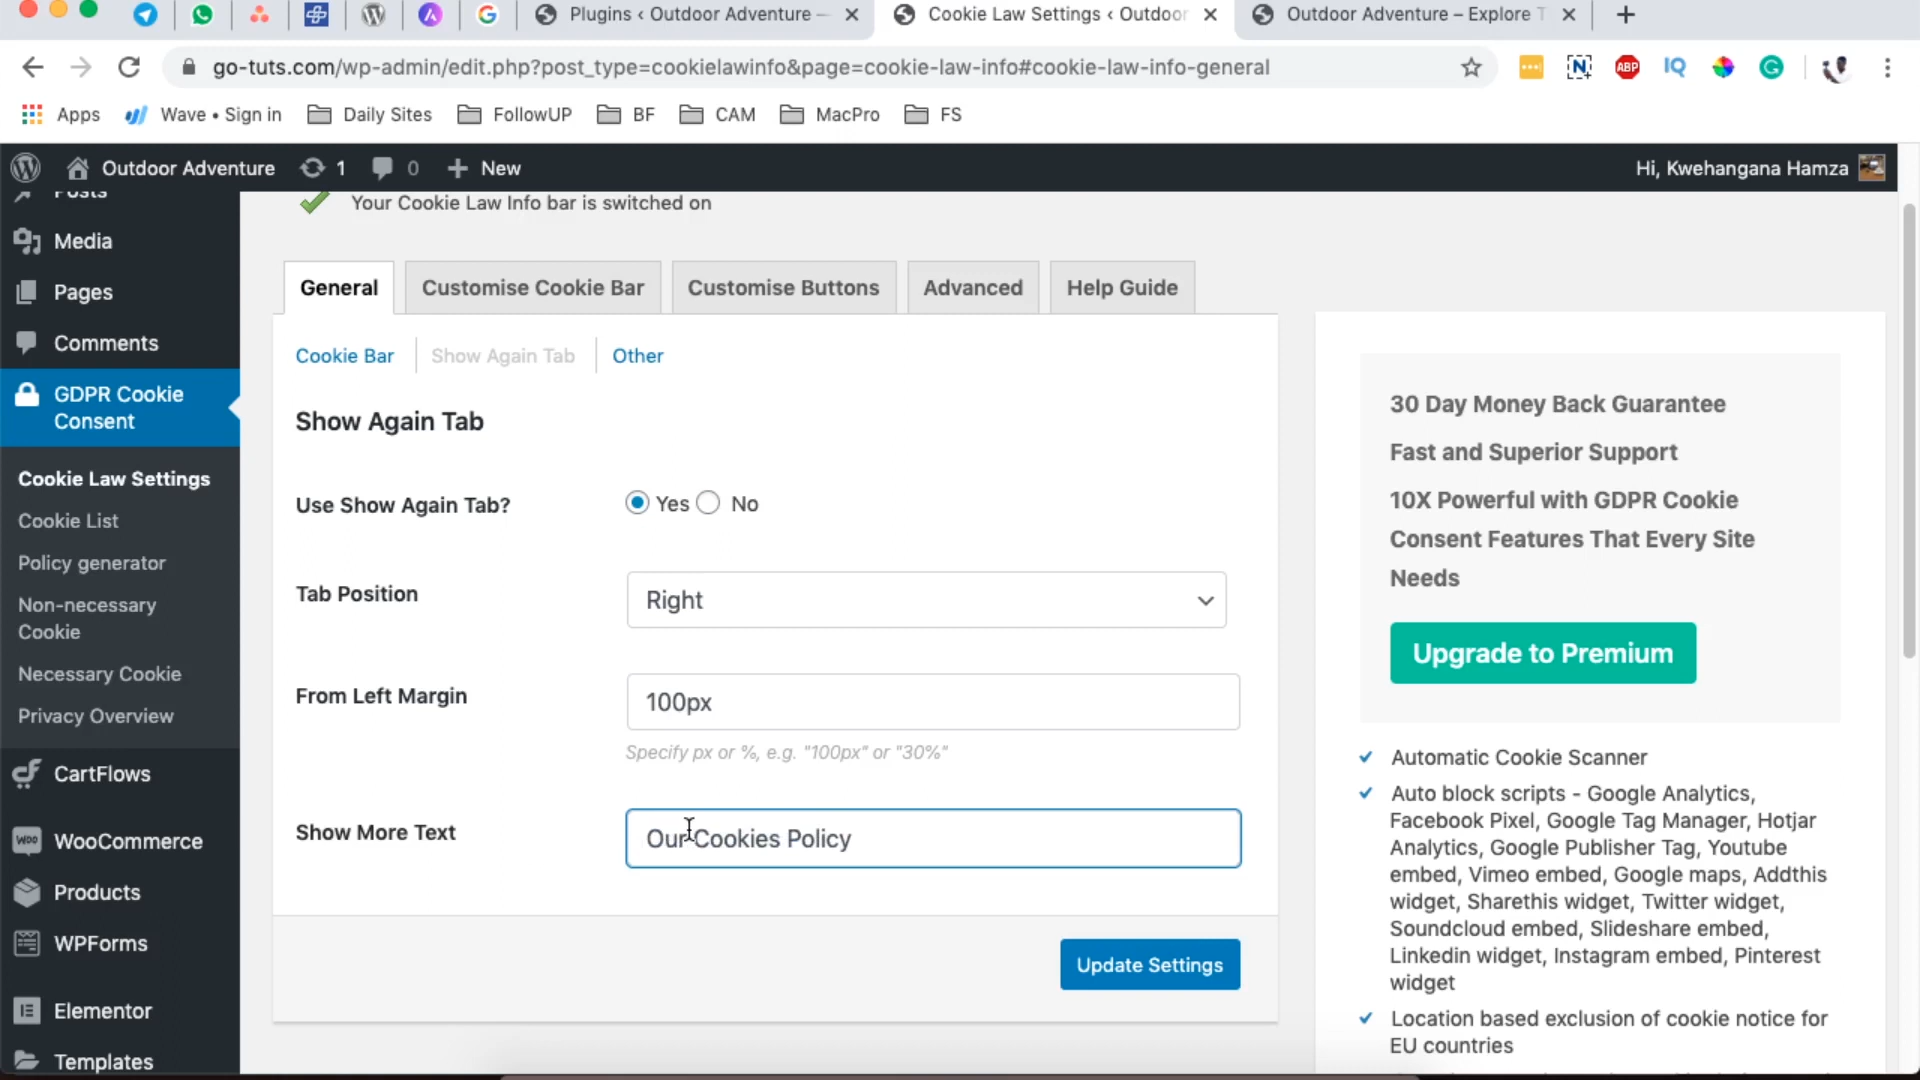 Plugins < Outdoor Adventure —
Cookie Law Settings < Outdoor
Outdoor Adventure – Explore T
go-tuts.com/wp-admin/edit.php?post_type=cookielawinfo&page=cookie-law-info#cookie-law-info-general
ABP
IQ
Apps
Wave • Sign in
Daily Sites
FollowUP
BF
CAM
MacPro
FS
Outdoor Adventure
1
0
New
Hi, Kwehangana Hamza
Posts
Media
Pages
Comments
GDPR Cookie
Consent
Cookie Law Settings
Cookie List
Policy generator
Non-necessary
Cookie
Necessary Cookie
Privacy Overview
CartFlows
WooCommerce
Products
WPForms
Elementor
Templates
Your Cookie Law Info bar is switched on
General
Customise Cookie Bar
Customise Buttons
Advanced
Help Guide
Cookie Bar
Show Again Tab
Other
Show Again Tab
Use Show Again Tab?
Yes
No
Tab Position
Right
From Left Margin
100px
Specify px or %, e.g. "100px" or "30%"
Show More Text
Our Cookies Policy
Update Settings
30 Day Money Back Guarantee
Fast and Superior Support
10X Powerful with GDPR Cookie
Consent Features That Every Site
Needs
Upgrade to Premium
Automatic Cookie Scanner
Auto block scripts - Google Analytics,
Facebook Pixel, Google Tag Manager, Hotjar
Analytics, Google Publisher Tag, Youtube
embed, Vimeo embed, Google maps, Addthis
widget, Sharethis widget, Twitter widget,
Soundcloud embed, Slideshare embed,
Linkedin widget, Instagram embed, Pinterest
widget
Location based exclusion of cookie notice for
EU countries